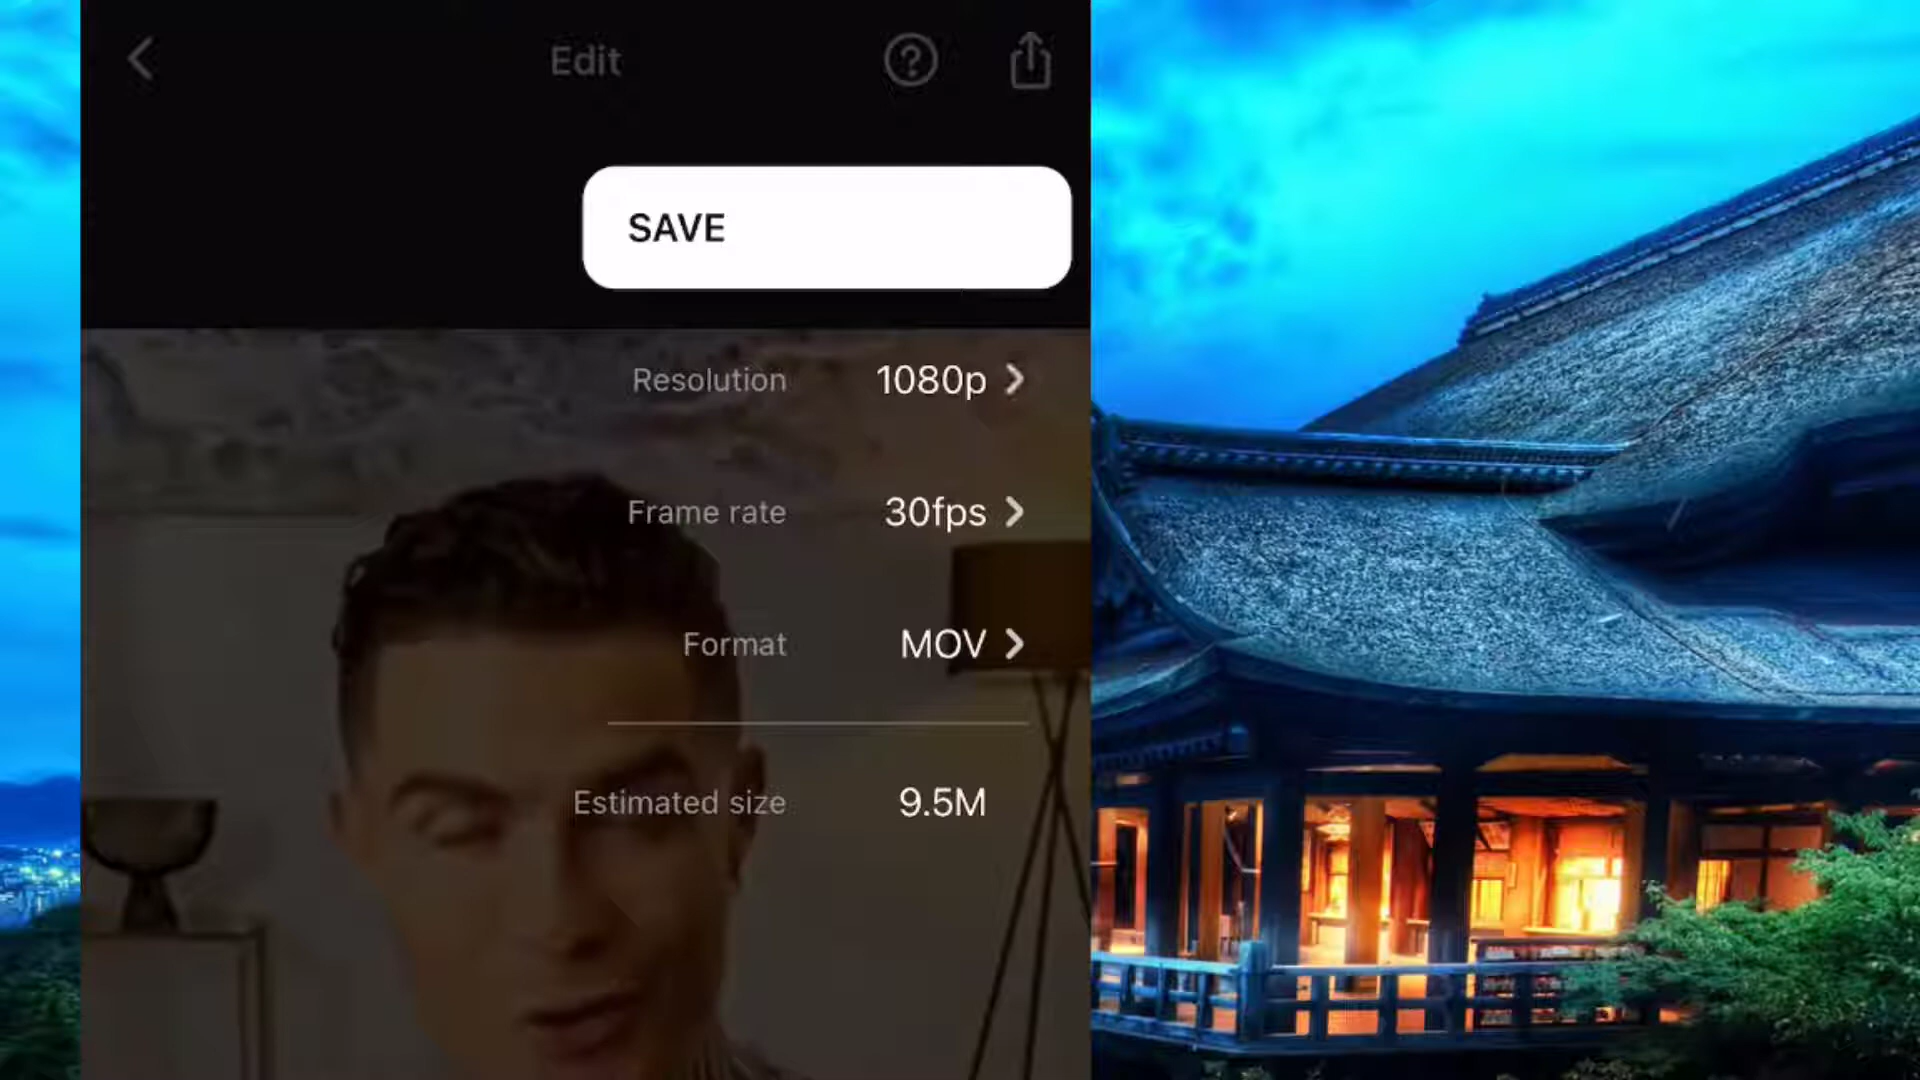 Edit
SAVE
Resolution 1080p
Frame rate 30fps
Format MOV
Estimated size 9.5M